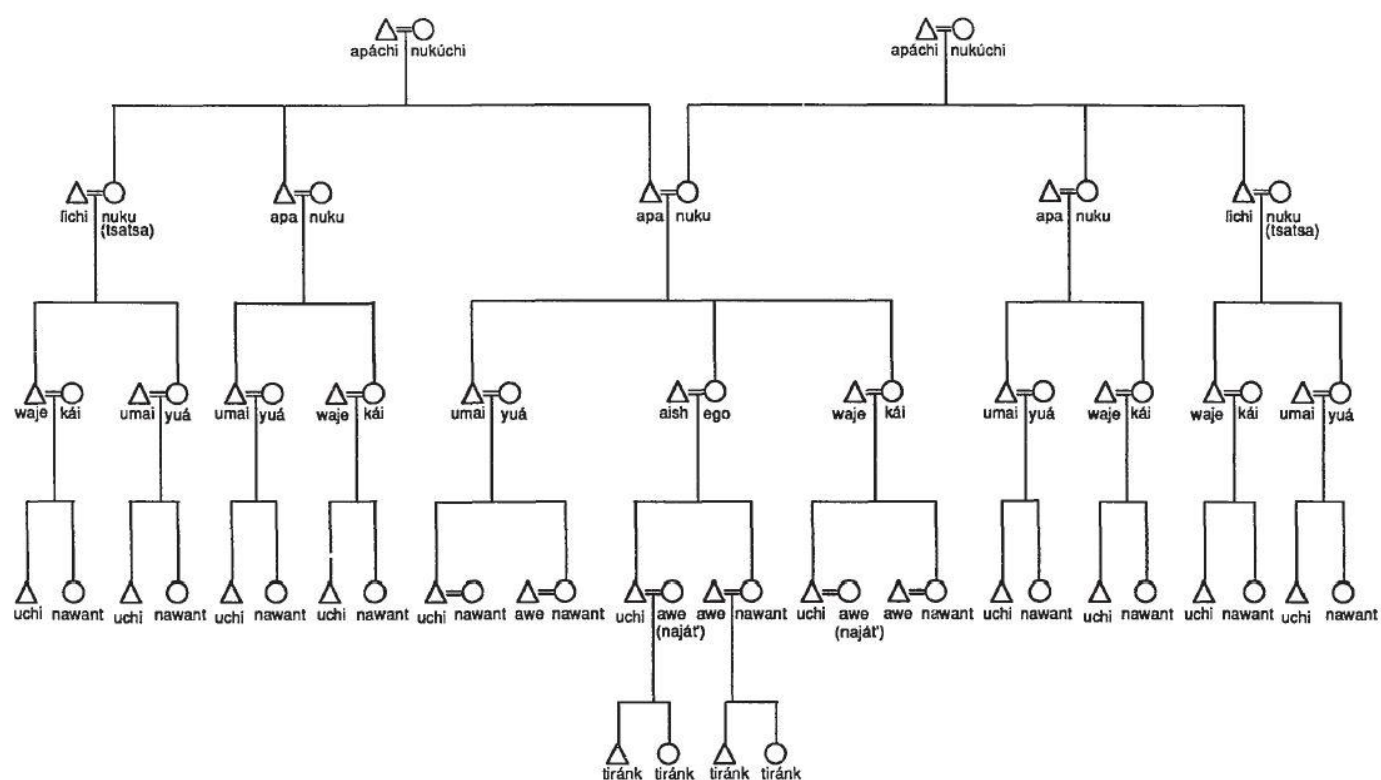 apáchi nukúchi apáchi nukúchi
íichi nuku apa nuku apa nuku apa nuku íichi nuku
(tsatsa) (tsatsa)
waje kái umai yuá umai yuá waje kái umai yuá aish ego waje kái umai yuá waje kái waje kái umai yuá
uchi nawant uchi nawant uchi nawant uchi nawant uchi nawant awe nawant uchi awe awe nawant uchi awe awe nawant uchi nawant uchi nawant uchi nawant uchi nawant
(naját') (naját')
tiránk tiránk tiránk tiránk